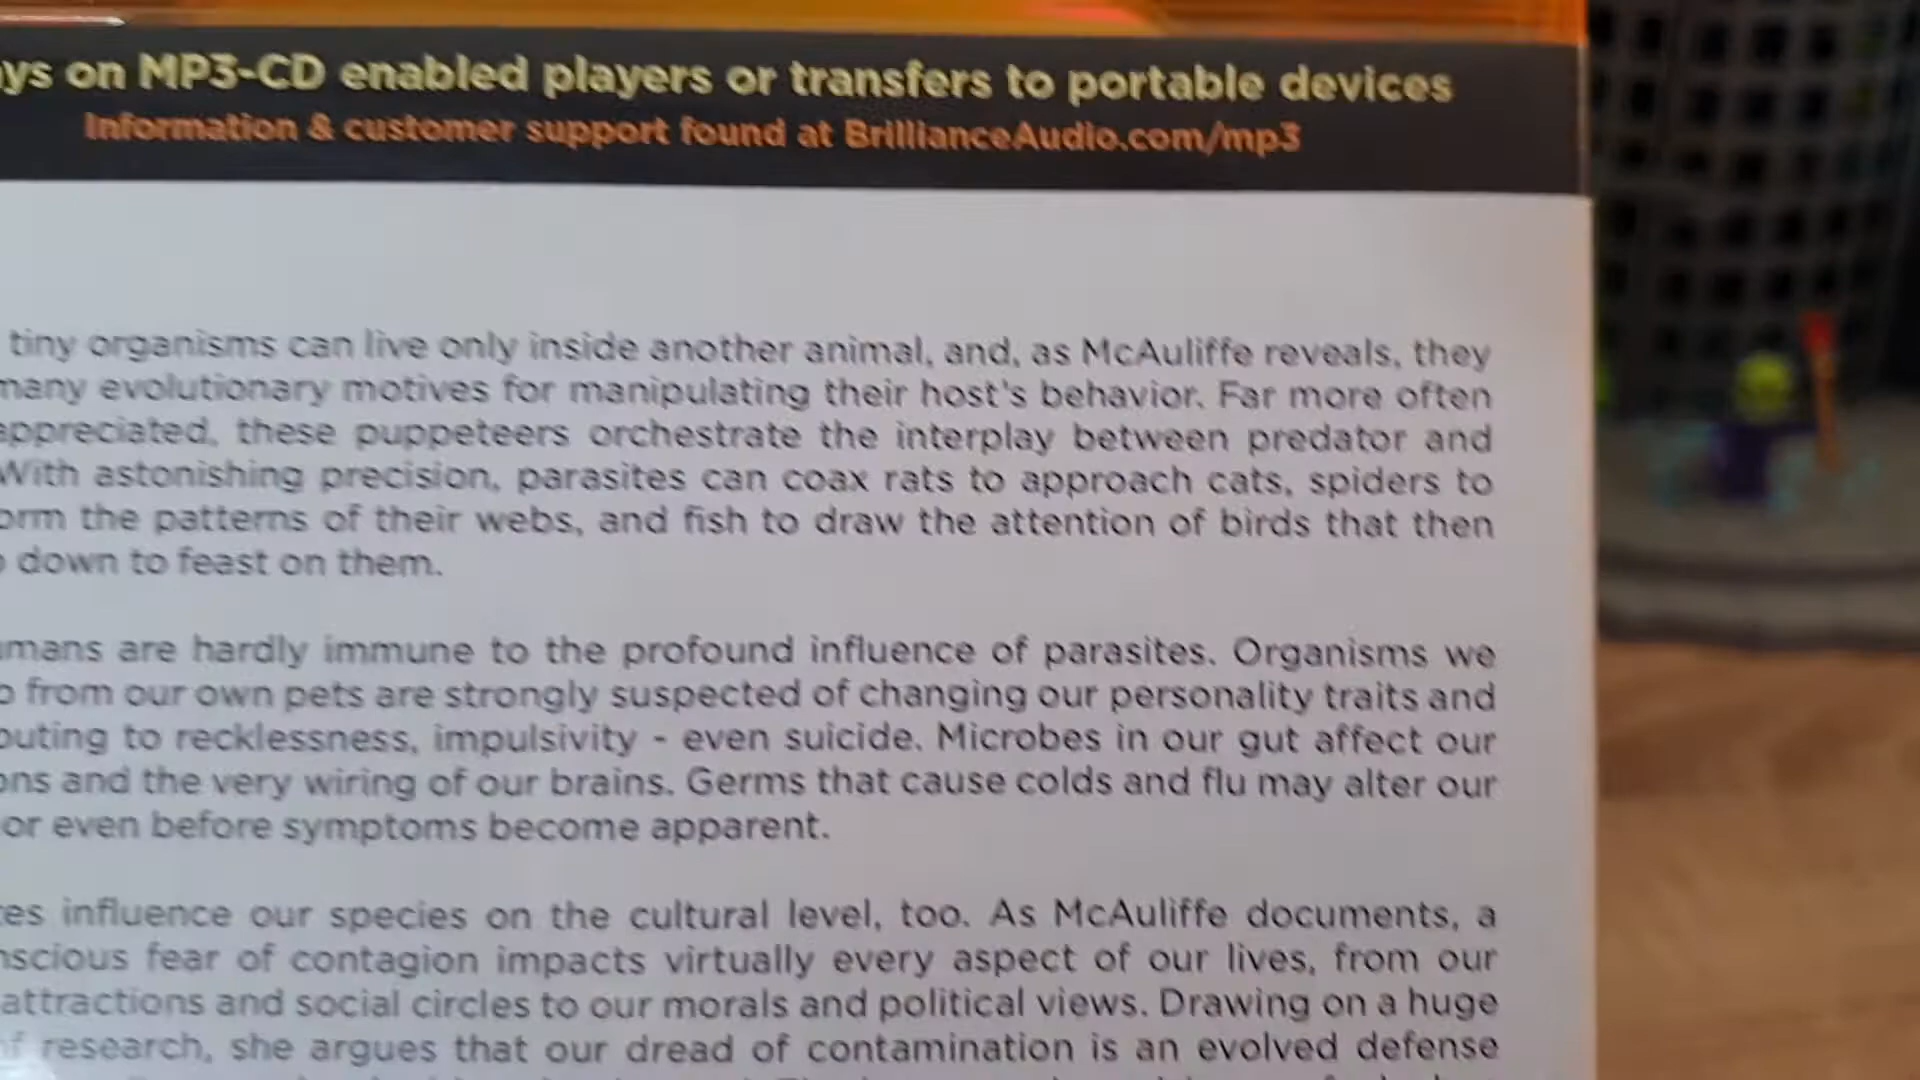 ys on MP3-CD enabled players or transfers to portable devices
Information & customer support found at BrillianceAudio.com/mp3
tiny organisms can live only inside another animal, and, as McAuliffe reveals, they
many evolutionary motives for manipulating their host's behavior. Far more often
appreciated, these puppeteers orchestrate the interplay between predator and
With astonishing precision, parasites can coax rats to approach cats, spiders to
orm the patterns of their webs, and fish to draw the attention of birds that then
down to feast on them.
umans are hardly immune to the profound influence of parasites. Organisms we
from our own pets are strongly suspected of changing our personality traits and
outing to recklessness, impulsivity - even suicide. Microbes in our gut affect our
ons and the very wiring of our brains. Germs that cause colds and flu may alter our
or even before symptoms become apparent.
es influence our species on the cultural level, too. As McAuliffe documents, a
nscious fear of contagion impacts virtually every aspect of our lives, from our
attractions and social circles to our morals and political views. Drawing on a huge
of research, she argues that our dread of contamination is an evolved defense